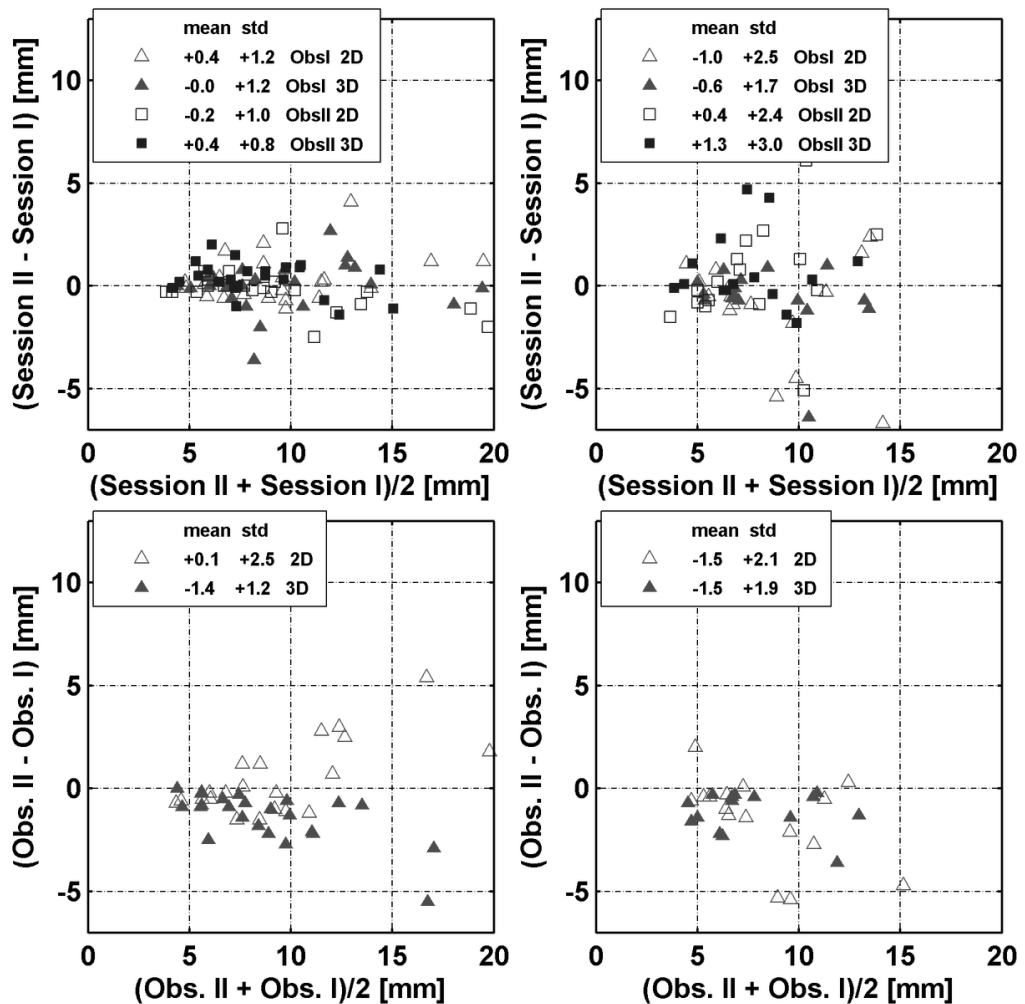 mean std
+0.4 +1.2 ObsI 2D
-0.0 +1.2 ObsI 3D
-0.2 +1.0 ObsII 2D
+0.4 +0.8 ObsII 3D
10
5
0
-5
(Session II - Session I) [mm]
0 5 10 15 20
(Session II + Session I)/2 [mm]
mean std
-1.0 +2.5 ObsI 2D
-0.6 +1.7 ObsI 3D
+0.4 +2.4 ObsII 2D
+1.3 +3.0 ObsII 3D
10
5
0
-5
(Session II - Session I) [mm]
0 5 10 15 20
(Session II + Session I)/2 [mm]
mean std
+0.1 +2.5 2D
-1.4 +1.2 3D
10
5
0
-5
(Obs. II - Obs. I) [mm]
0 5 10 15 20
(Obs. II + Obs. I)/2 [mm]
mean std
-1.5 +2.1 2D
-1.5 +1.9 3D
10
5
0
-5
(Obs. II - Obs. I) [mm]
0 5 10 15 20
(Obs. II + Obs. I)/2 [mm]